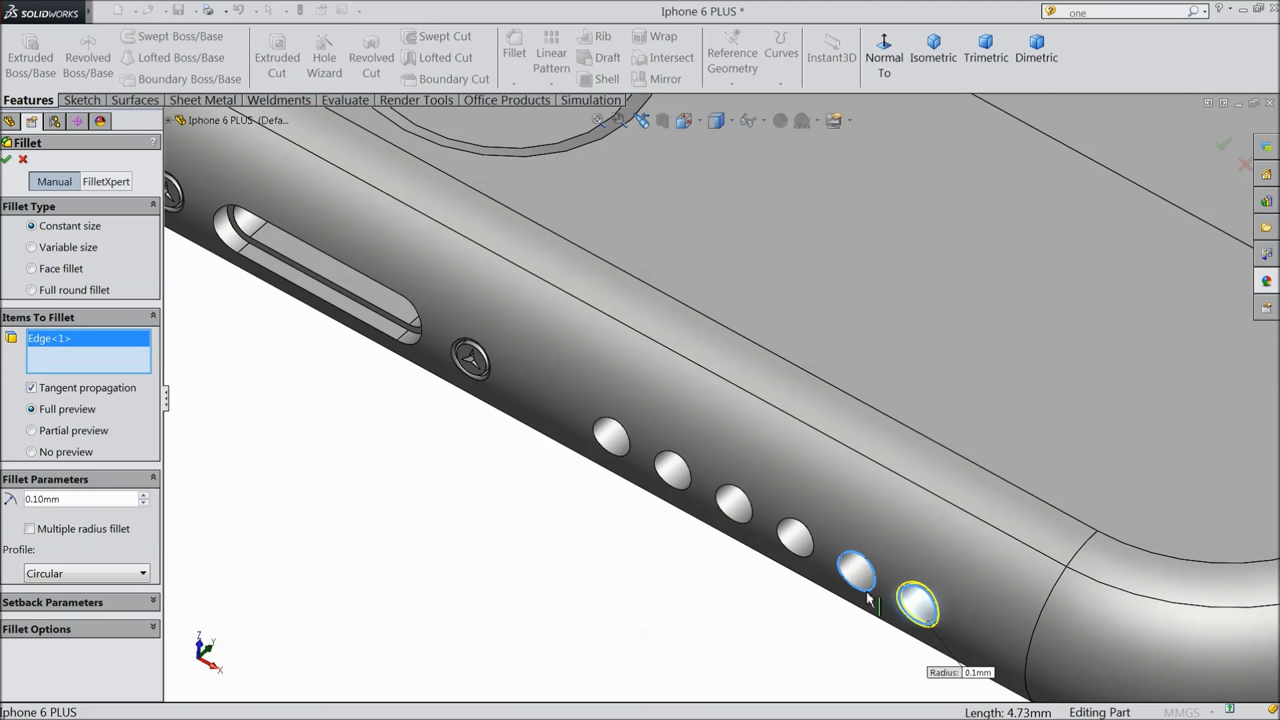 SOLIDWORKS
Iphone 6 PLUS *
one
Extruded Boss/Base
Revolved Boss/Base
Swept Boss/Base
Lofted Boss/Base
Boundary Boss/Base
Extruded Cut
Hole Wizard
Revolved Cut
Swept Cut
Lofted Cut
Boundary Cut
Fillet
Linear Pattern
Rib
Draft
Shell
Wrap
Intersect
Mirror
Reference Geometry
Curves
Instant3D
Normal To
Isometric
Trimetric
Dimetric
Features
Sketch
Surfaces
Sheet Metal
Weldments
Evaluate
Render Tools
Office Products
Simulation
Iphone 6 PLUS (Defa...
Fillet
?
Manual
FilletXpert
Fillet Type
Constant size
Variable size
Face fillet
Full round fillet
Items To Fillet
Edge<1>
Tangent propagation
Full preview
Partial preview
No preview
Fillet Parameters
0.10mm
Multiple radius fillet
Profile:
Circular
Setback Parameters
Fillet Options
Z
Y
X
Radius: 0.1mm
Iphone 6 PLUS
Length: 4.73mm
Editing Part
MMGS